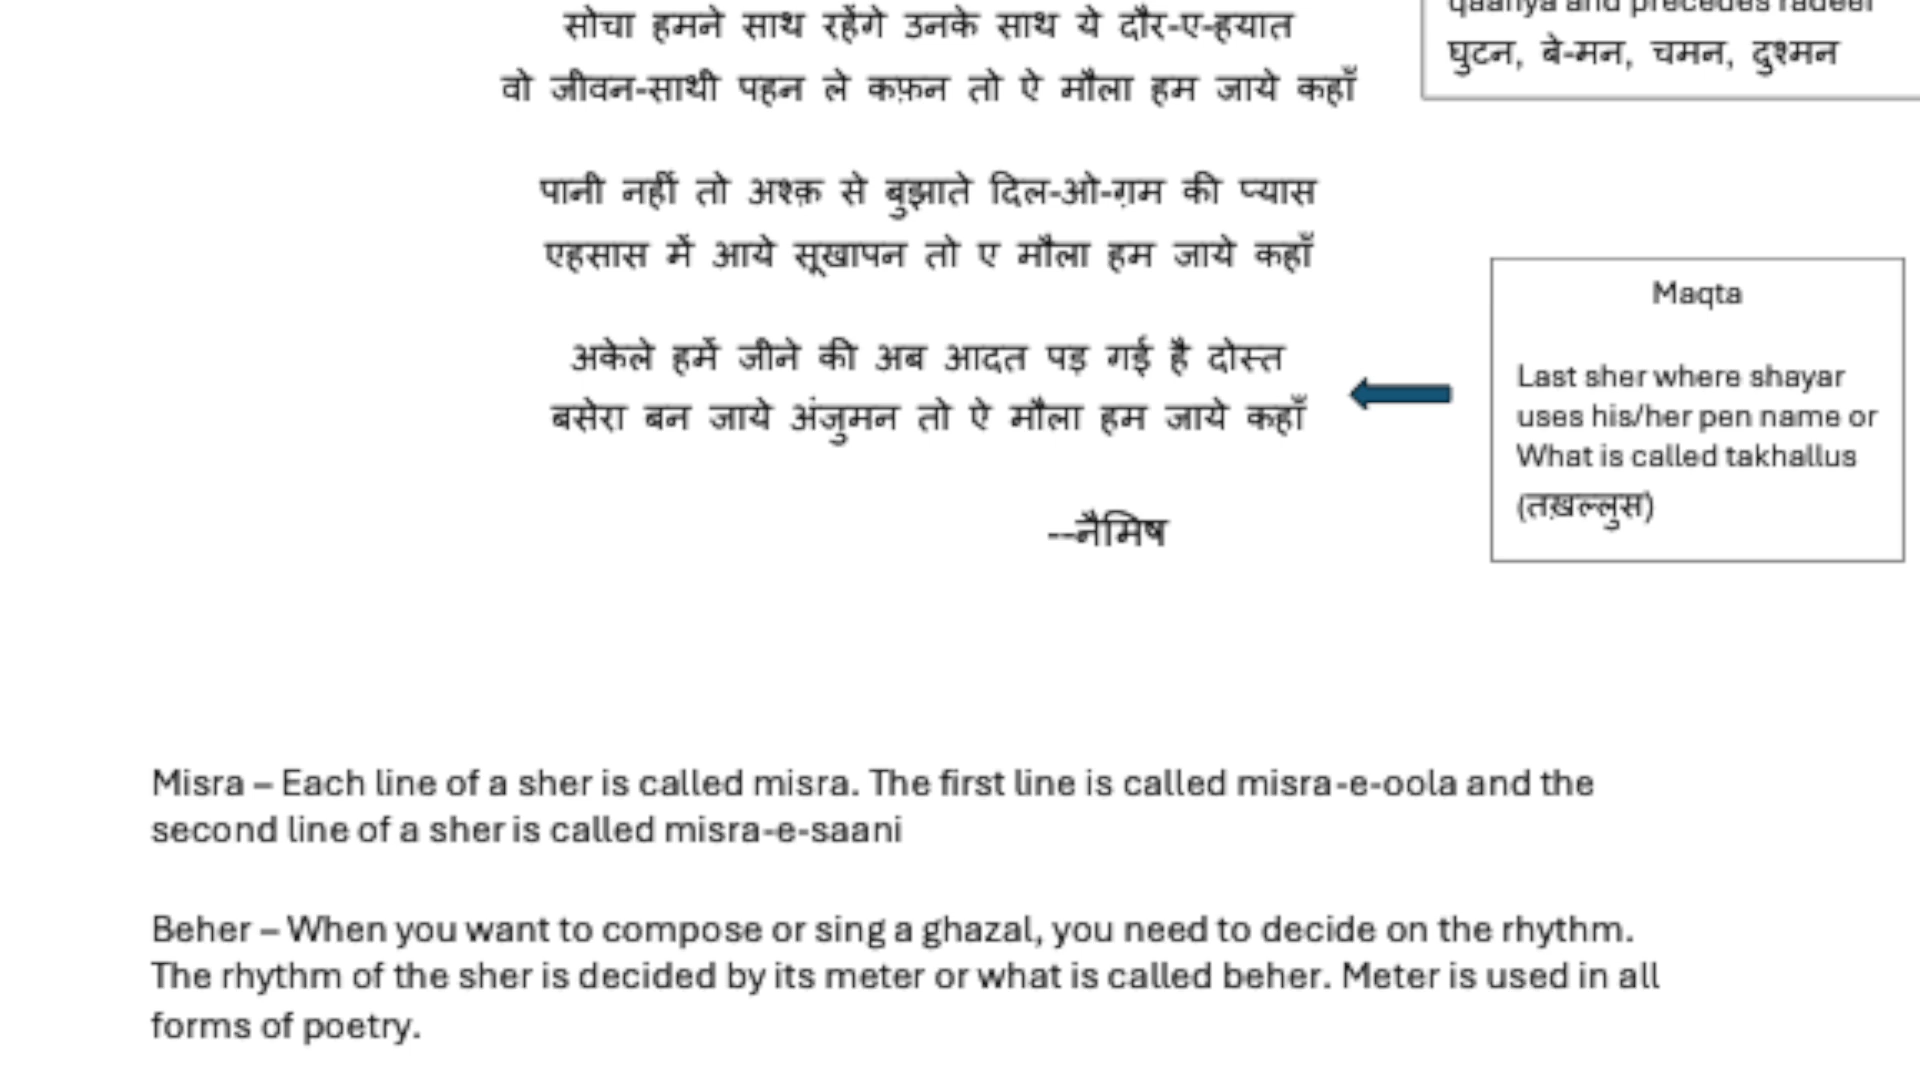 सोचा हमने साथ रहेंगे उनके साथ ये दौर-ए-हयात
वो जीवन-साथी पहन ले कफ़न तो ऐ मौला हम जाये कहाँ
qaafiya and precedes radeef
घुटन, बे-मन, चमन, दुश्मन
पानी नहीं तो अश्क़ से बुझाते दिल-ओ-ग़म की प्यास
एहसास में आये सूखापन तो ए मौला हम जाये कहाँ
अकेले हमें जीने की अब आदत पड़ गई है दोस्त
बसेरा बन जाये अंजुमन तो ऐ मौला हम जाये कहाँ
--नैमिष
Maqta
Last sher where shayar
uses his/her pen name or
What is called takhallus
(तख़ल्लुस)
Misra – Each line of a sher is called misra. The first line is called misra-e-oola and the
second line of a sher is called misra-e-saani
Beher – When you want to compose or sing a ghazal, you need to decide on the rhythm.
The rhythm of the sher is decided by its meter or what is called beher. Meter is used in all
forms of poetry.